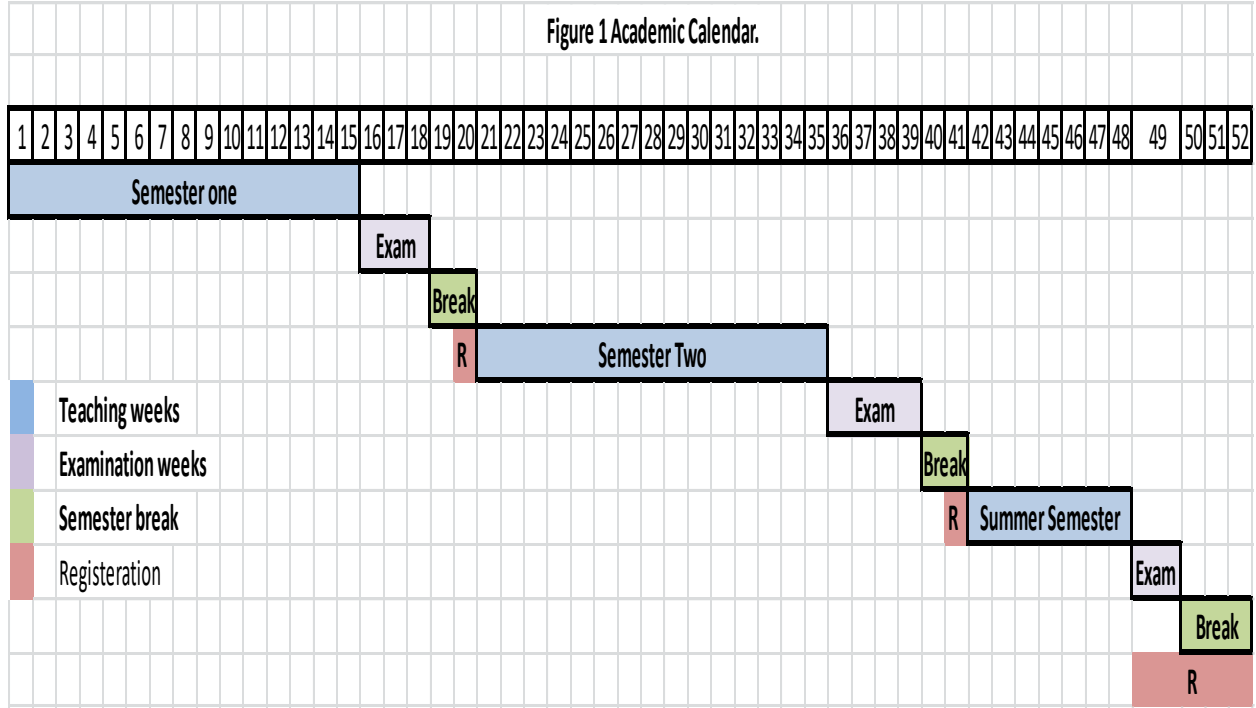 Figure 1 Academic Calendar.
1 2 3 4 5 6 7 8 9 10 11 12 13 14 15 16 17 18 19 20 21 22 23 24 25 26 27 28 29 30 31 32 33 34 35 36 37 38 39 40 41 42 43 44 45 46 47 48 49 50 51 52
Semester one
Exam
Break
R Semester Two
Teaching weeks Exam
Examination weeks Break
Semester break R Summer Semester
Registeration Exam
Break
R